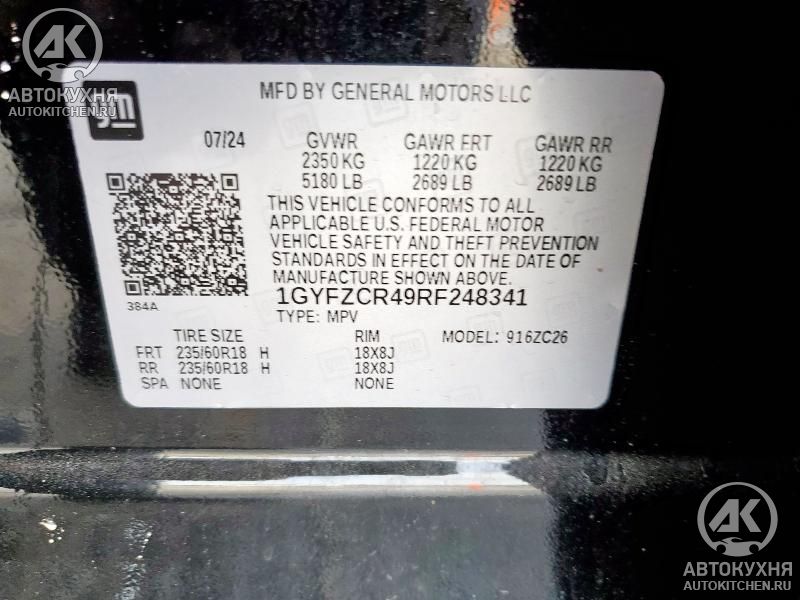 АК
АВТОКУХНЯ
AUTOKITCHEN.RU
gm
MFD BY GENERAL MOTORS LLC
07/24 GVWR GAWR FRT GAWR RR
2350 KG 1220 KG 1220 KG
5180 LB 2689 LB 2689 LB
THIS VEHICLE CONFORMS TO ALL
APPLICABLE U.S. FEDERAL MOTOR
VEHICLE SAFETY AND THEFT PREVENTION
STANDARDS IN EFFECT ON THE DATE OF
MANUFACTURE SHOWN ABOVE.
384A
1GYFZCR49RF248341
TYPE: MPV
TIRE SIZE RIM MODEL: 916ZC26
FRT 235/60R18 H 18X8J
RR 235/60R18 H 18X8J
SPA NONE NONE
АК
АВТОКУХНЯ
AUTOKITCHEN.RU